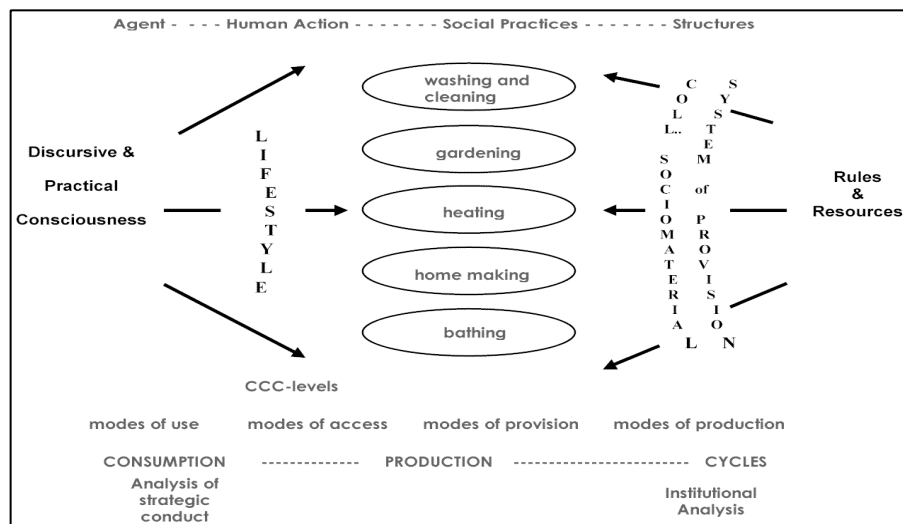 Agent - - - - Human Action - - - - - - - Social Practices - - - - - - - Structures
washing and
cleaning
gardening
heating
home making
bathing
Discursive &
Practical
Consciousness
LIFESTYLE
COLL.. SOCIOMATERIAL
SYSTEM of PROVISION
Rules
&
Resources
CCC-levels
modes of use modes of access modes of provision modes of production
CONSUMPTION ------------ PRODUCTION ---------------------- CYCLES
Analysis of
strategic
conduct
Institutional
Analysis